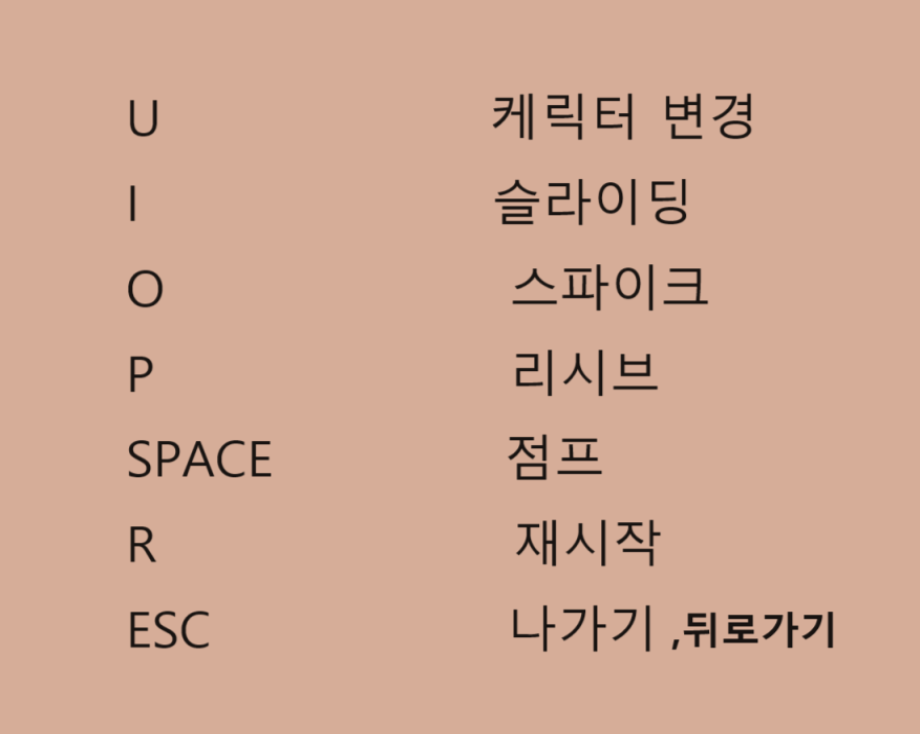 U 케릭터 변경
I 슬라이딩
O 스파이크
P 리시브
SPACE 점프
R 재시작
ESC 나가기 ,뒤로가기